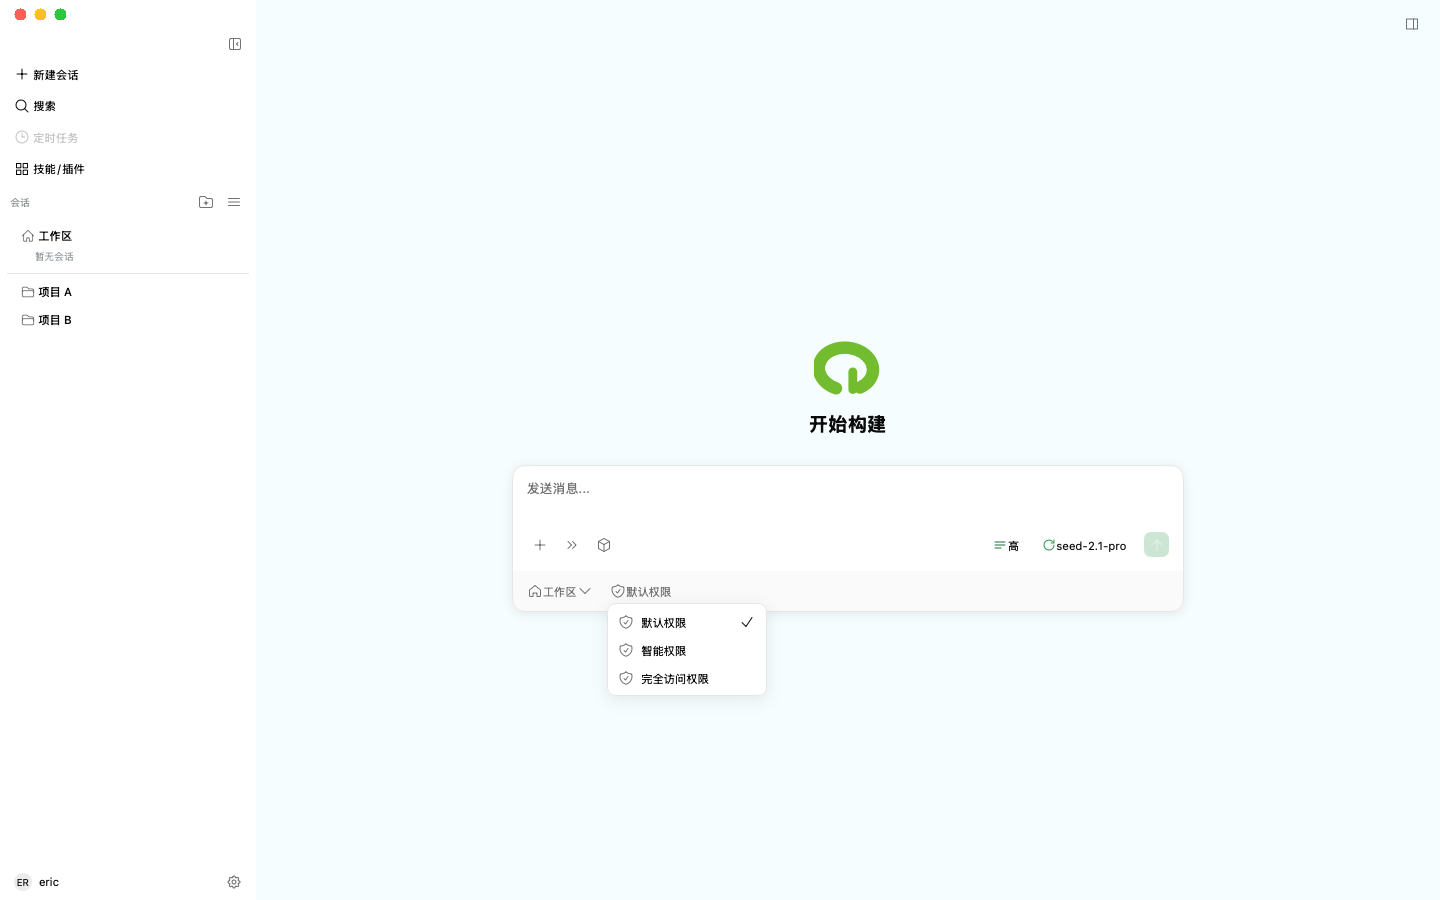 新建会话
搜索
定时任务
技能/插件
会话
工作区
暂无会话
项目 A
项目 B
ER eric
开始构建
发送消息...
高 seed-2.1-pro
工作区 默认权限
默认权限
智能权限
完全访问权限